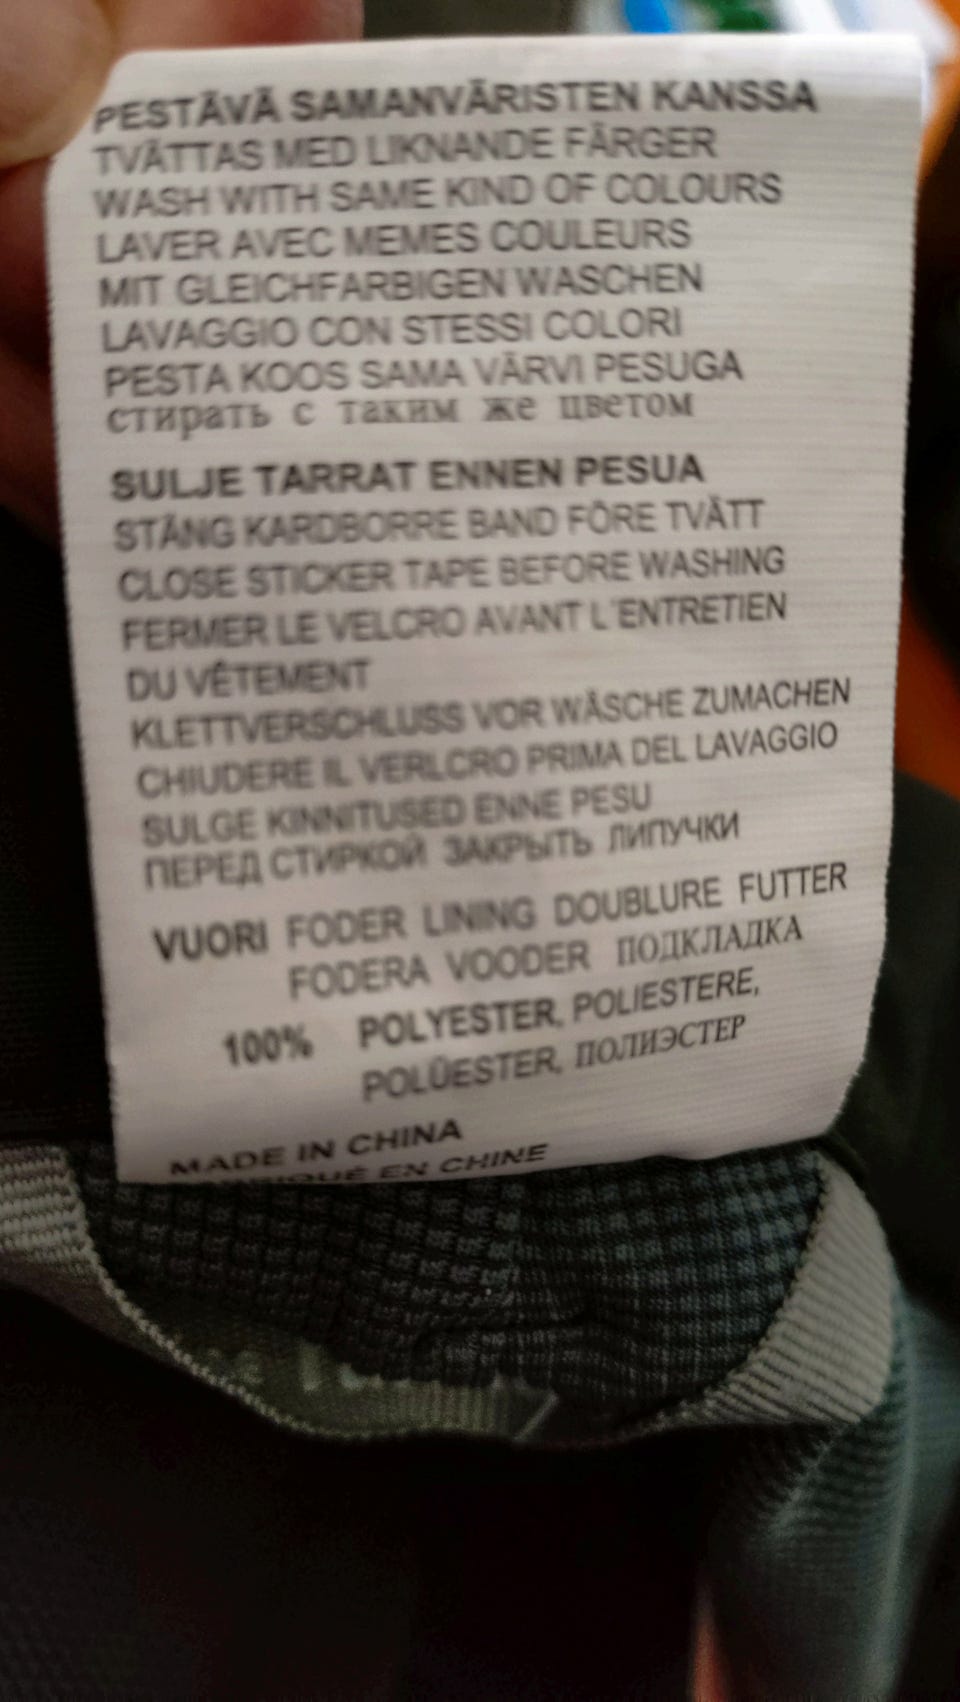 PESTÄVÄ SAMANVÄRISTEN KANSSA
TVÄTTAS MED LIKNANDE FÄRGER
WASH WITH SAME KIND OF COLOURS
LAVER AVEC MEMES COULEURS
MIT GLEICHFARBIGEN WASCHEN
LAVAGGIO CON STESSI COLORI
PESTA KOOS SAMA VÄRVI PESUGA
стирать с таким же цветом
SULJE TARRAT ENNEN PESUA
STÄNG KARDBORRE BAND FÖRE TVÄTT
CLOSE STICKER TAPE BEFORE WASHING
FERMER LE VELCRO AVANT L'ENTRETIEN
DU VÊTEMENT
KLETTVERSCHLUSS VOR WÄSCHE ZUMACHEN
CHIUDERE IL VERLCRO PRIMA DEL LAVAGGIO
SULGE KINNITUSED ENNE PESU
ПЕРЕД СТИРКОЙ ЗАКРЫТЬ ЛИПУЧКИ
VUORI FODER LINING DOUBLURE FUTTER
FODERA VOODER ПОДКЛАДКА
100% POLYESTER, POLIESTERE,
POLÜESTER, ПОЛИЭСТЕР
MADE IN CHINA
EN CHINE